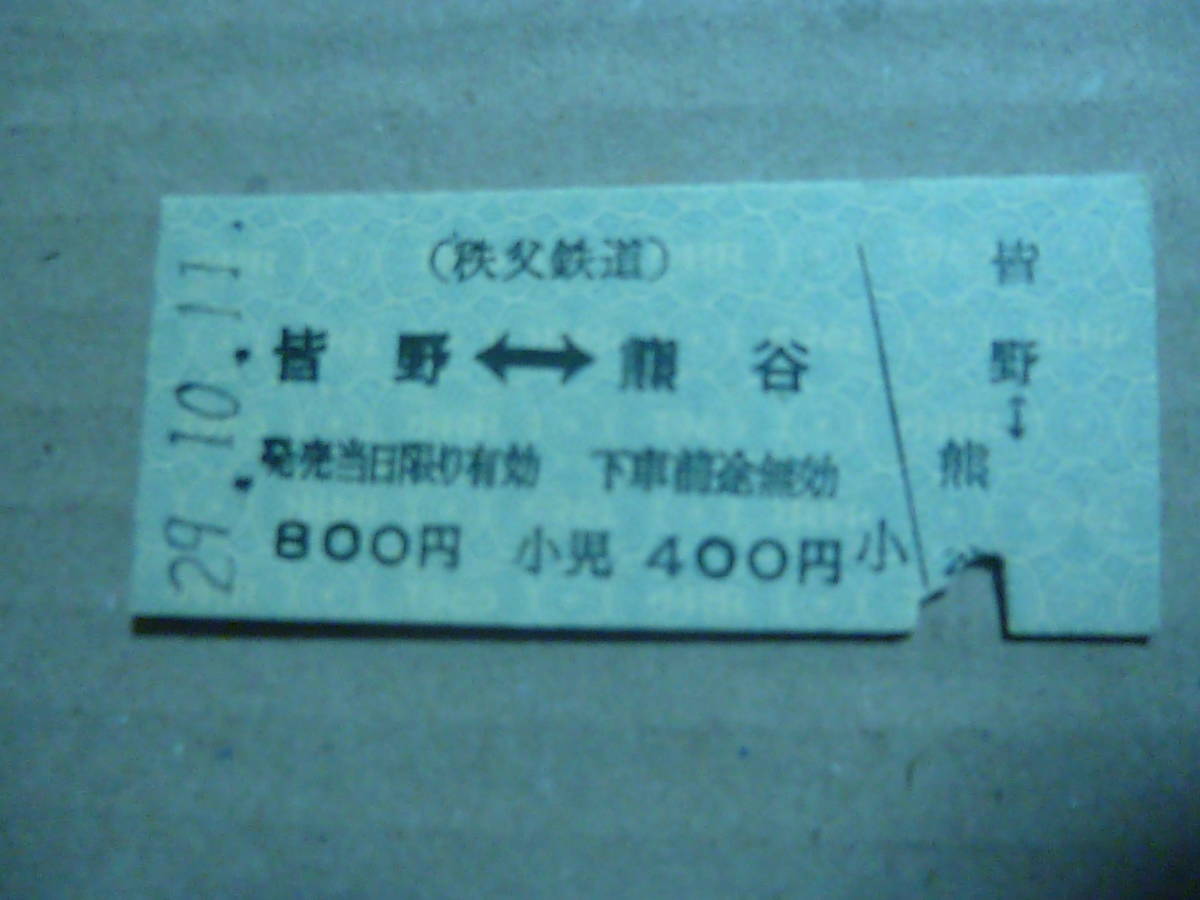 29.10.11.
(秩父鉄道)
皆野↔熊谷
発売当日限り有効 下車前途無効
800円 小児 400円 小
皆野↔
熊谷